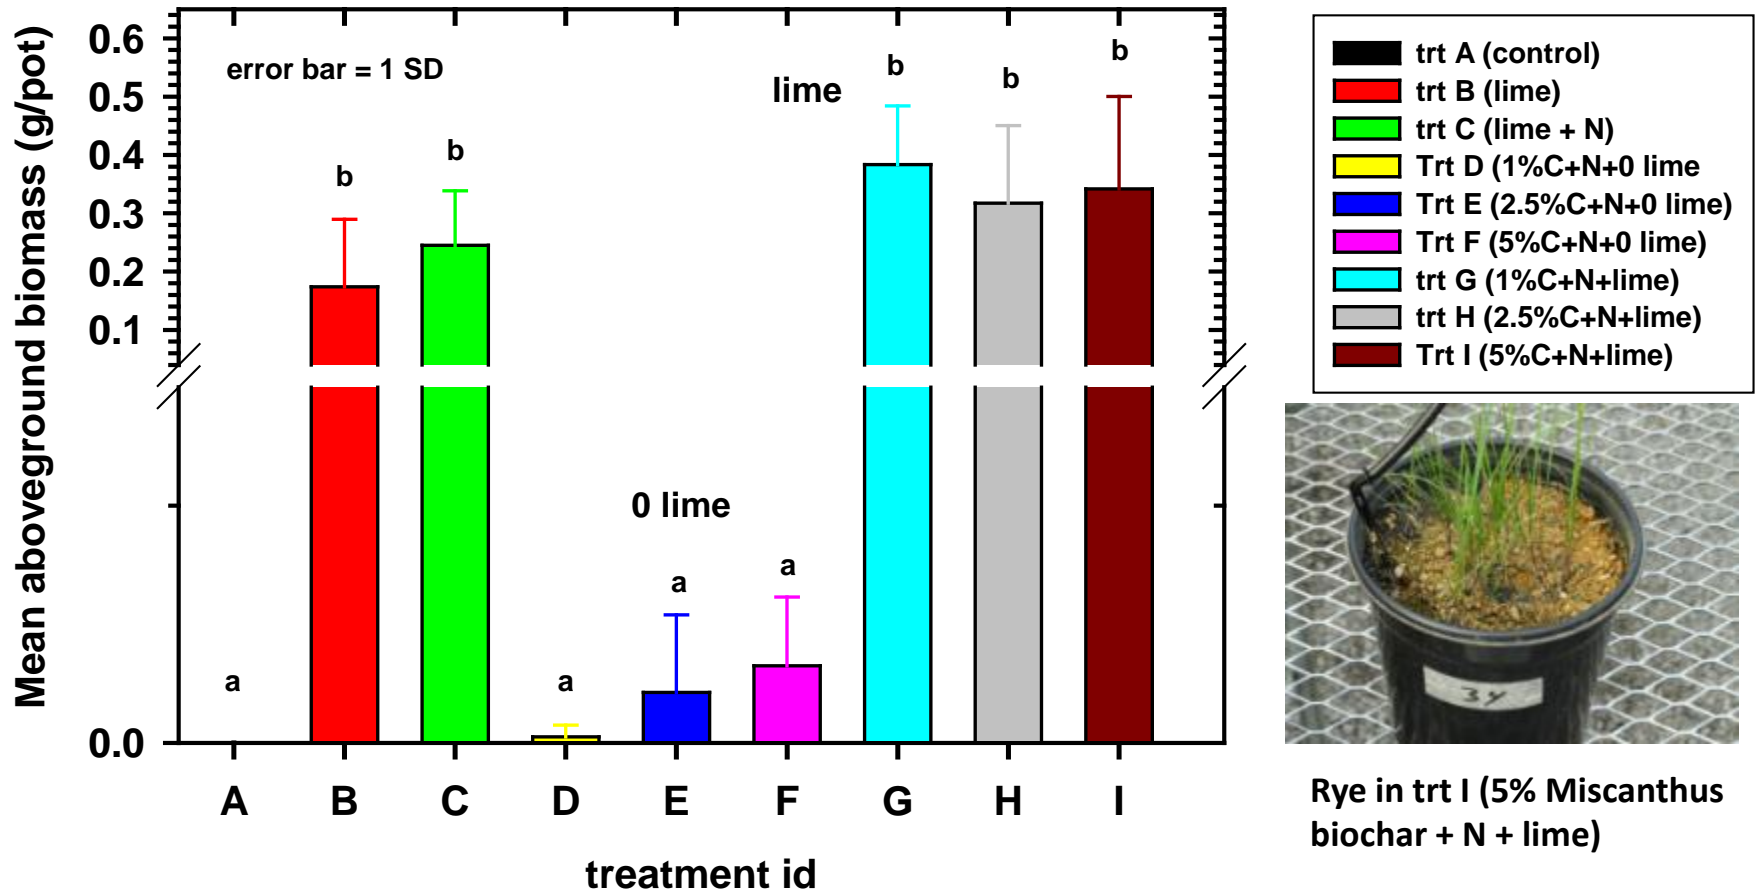 Mean aboveground biomass (g/pot)
0.6
0.5
0.4
0.3
0.2
0.1
0.0
error bar = 1 SD
lime
0 lime
a
b
b
a
a
a
b
b
b
A B C D E F G H I
treatment id
trt A (control)
trt B (lime)
trt C (lime + N)
Trt D (1%C+N+0 lime
Trt E (2.5%C+N+0 lime)
Trt F (5%C+N+0 lime)
trt G (1%C+N+lime)
trt H (2.5%C+N+lime)
Trt I (5%C+N+lime)
34
Rye in trt I (5% Miscanthus
biochar + N + lime)